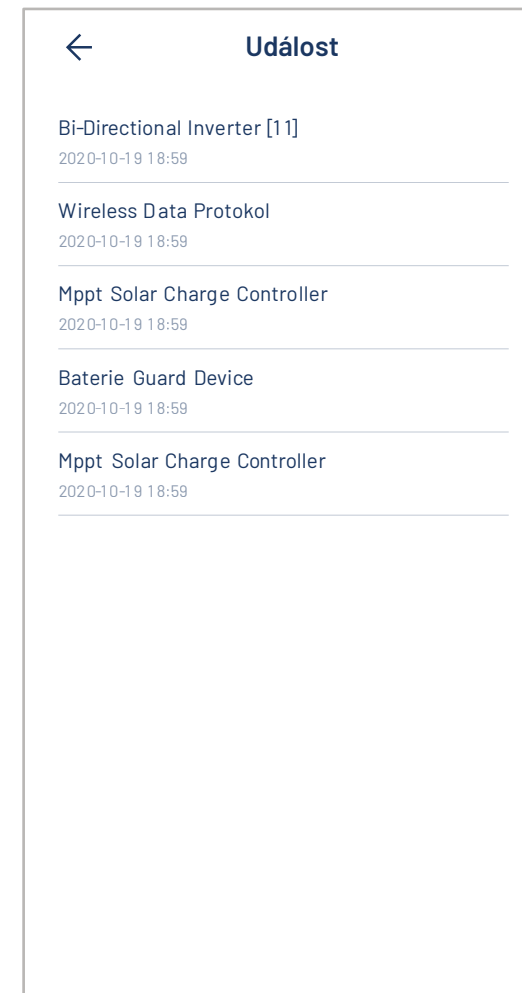 Událost
Bi-Directional Inverter [11]
2020-10-19 18:59
Wireless Data Protokol
2020-10-19 18:59
Mppt Solar Charge Controller
2020-10-19 18:59
Baterie Guard Device
2020-10-19 18:59
Mppt Solar Charge Controller
2020-10-19 18:59